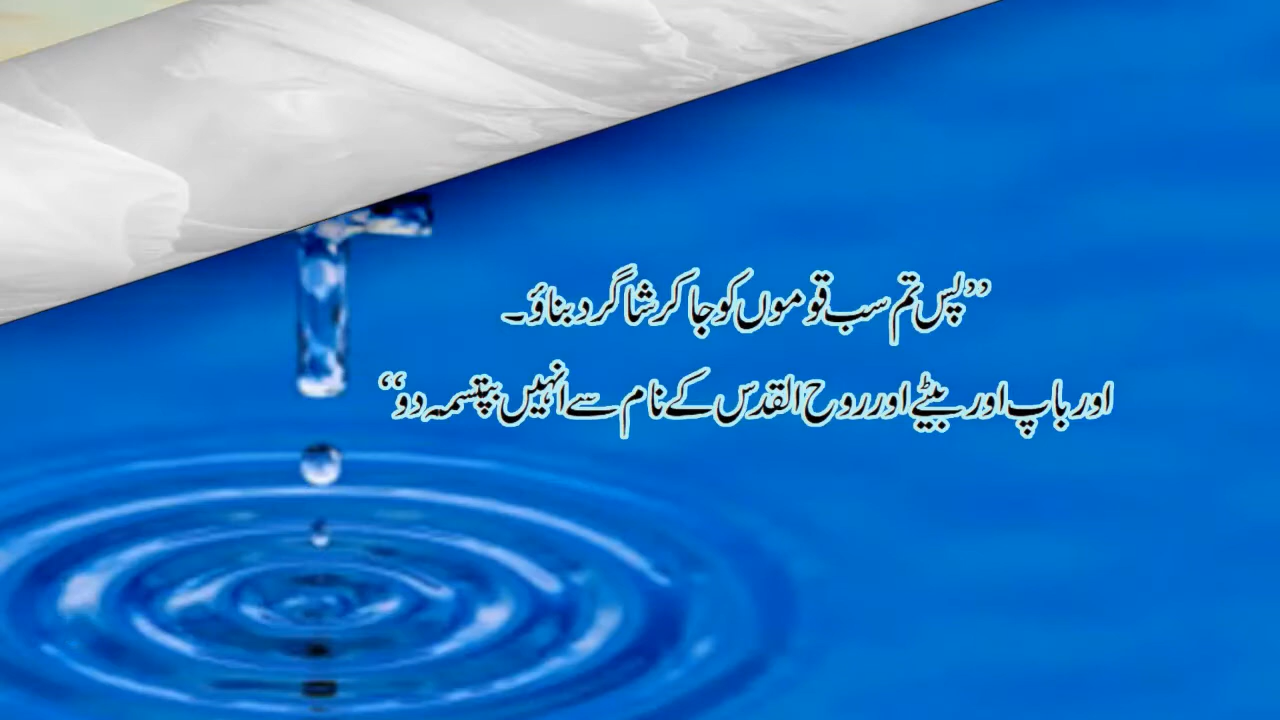 ”پس تم سب قوموں کو جا کر شاگرد بناؤ۔
اور باپ اور بیٹے اور روح القدس کے نام سے انہیں بپتسمہ دو“